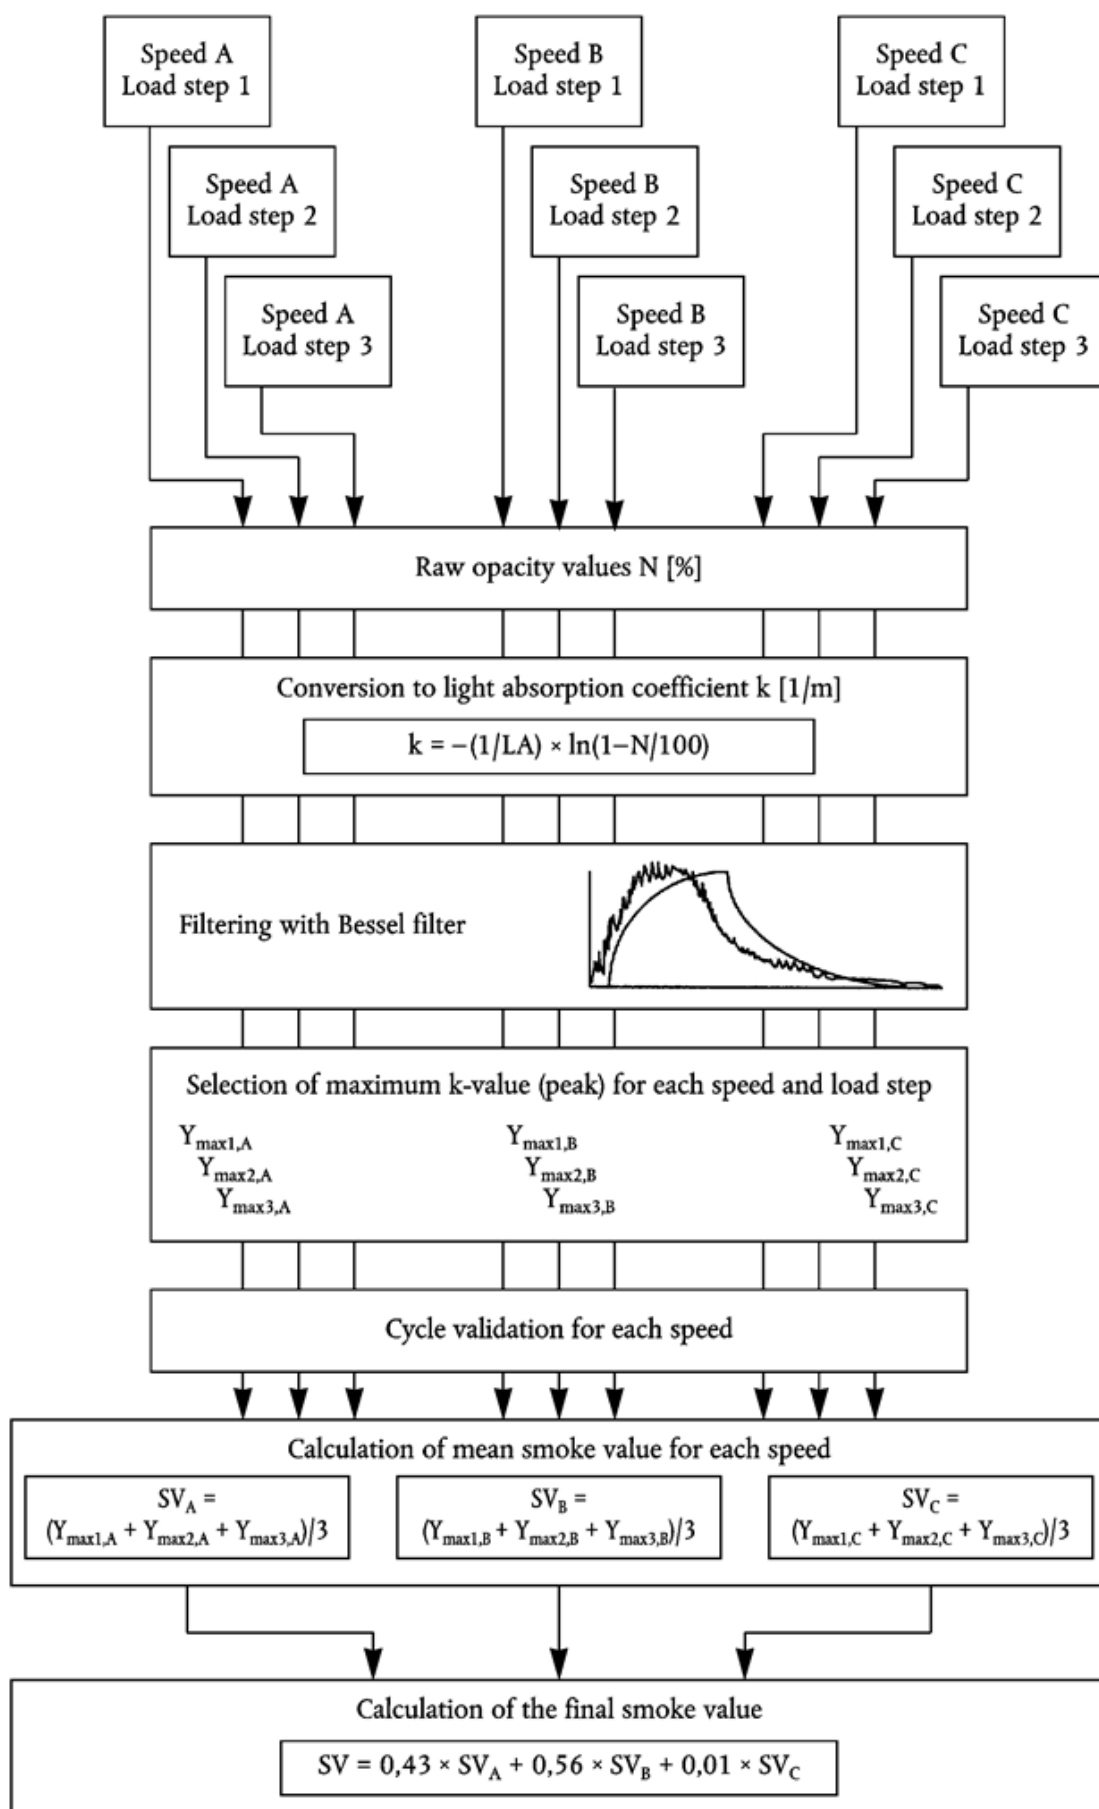 Speed A
Load step 1
Speed B
Load step 1
Speed C
Load step 1
Speed A
Load step 2
Speed B
Load step 2
Speed C
Load step 2
Speed A
Load step 3
Speed B
Load step 3
Speed C
Load step 3
Raw opacity values N [%]
Conversion to light absorption coefficient k [1/m]
k = −(1/LA) × ln(1−N/100)
Filtering with Bessel filter
Selection of maximum k-value (peak) for each speed and load step
Ymax1,A
Ymax2,A
Ymax3,A
Ymax1,B
Ymax2,B
Ymax3,B
Ymax1,C
Ymax2,C
Ymax3,C
Cycle validation for each speed
Calculation of mean smoke value for each speed
SVA =
(Ymax1,A + Ymax2,A + Ymax3,A)/3
SVB =
(Ymax1,B + Ymax2,B + Ymax3,B)/3
SVC =
(Ymax1,C + Ymax2,C + Ymax3,C)/3
Calculation of the final smoke value
SV = 0,43 × SVA + 0,56 × SVB + 0,01 × SVC